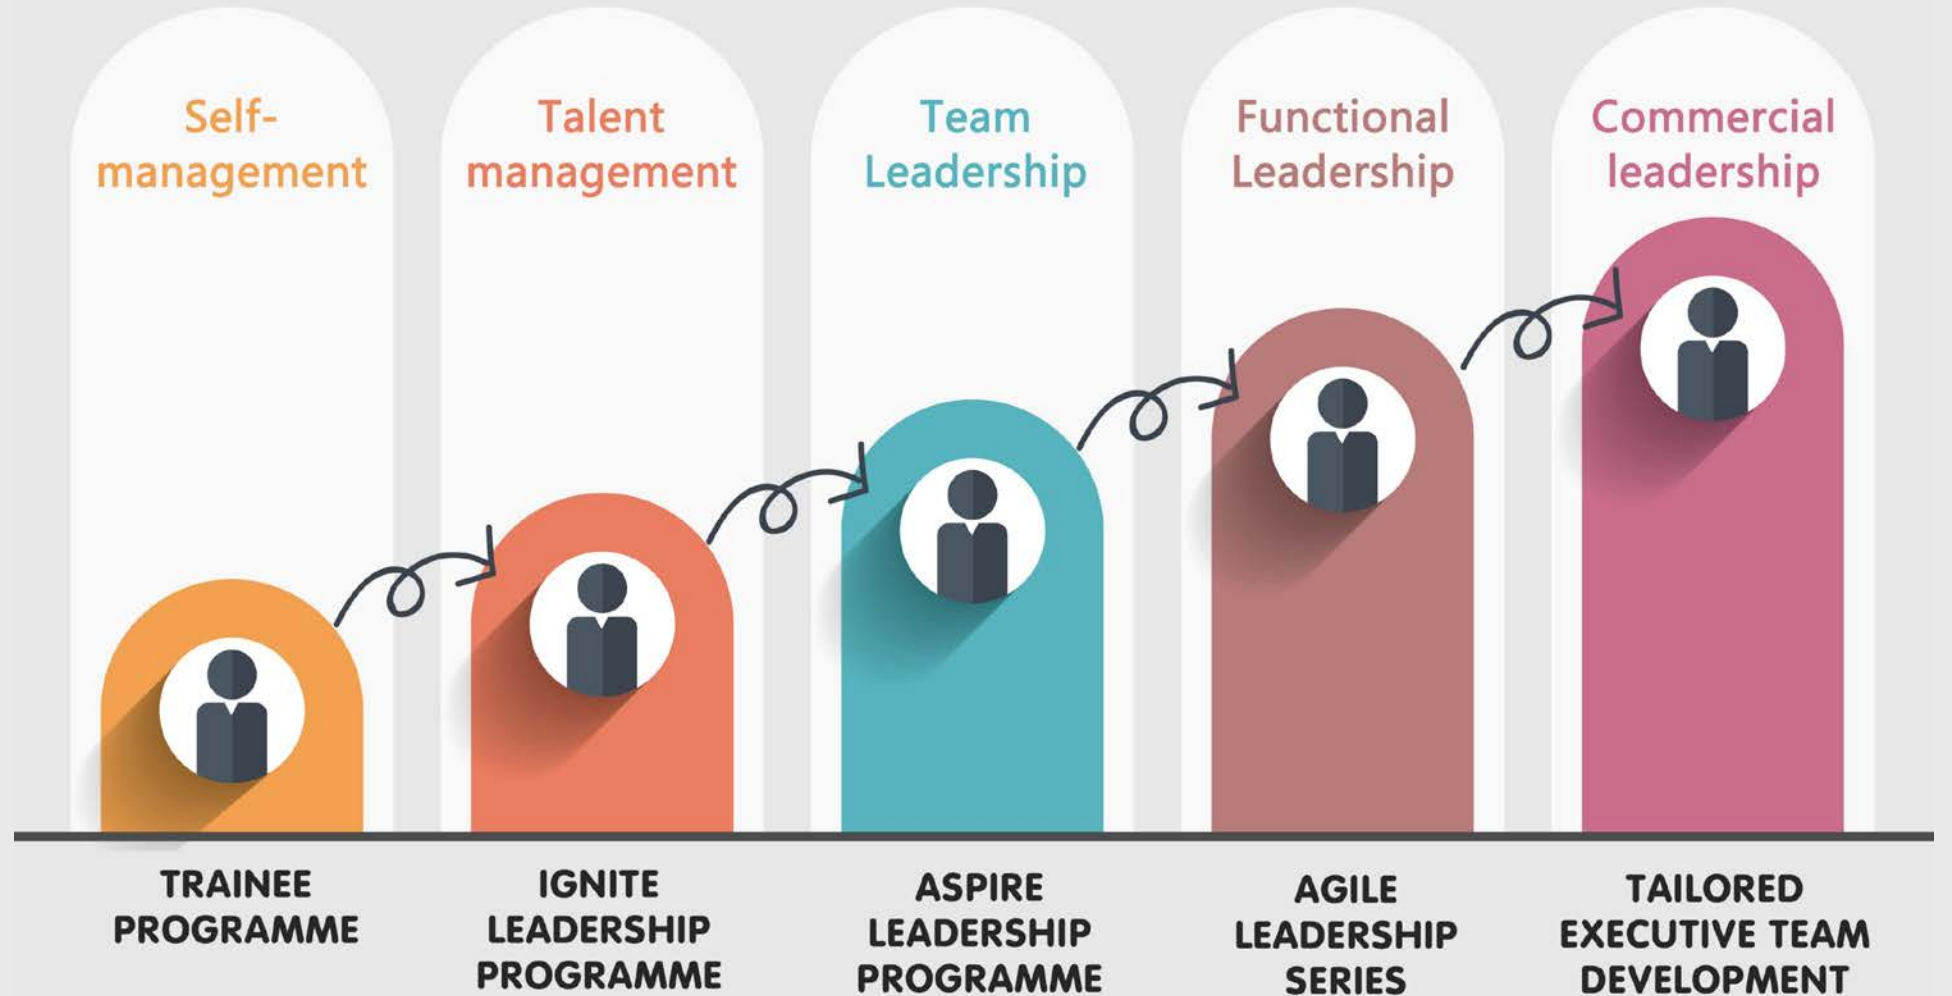 Self-
management
Talent
management
Team
Leadership
Functional
Leadership
Commercial
leadership
TRAINEE
PROGRAMME
IGNITE
LEADERSHIP
PROGRAMME
ASPIRE
LEADERSHIP
PROGRAMME
AGILE
LEADERSHIP
SERIES
TAILORED
EXECUTIVE TEAM
DEVELOPMENT